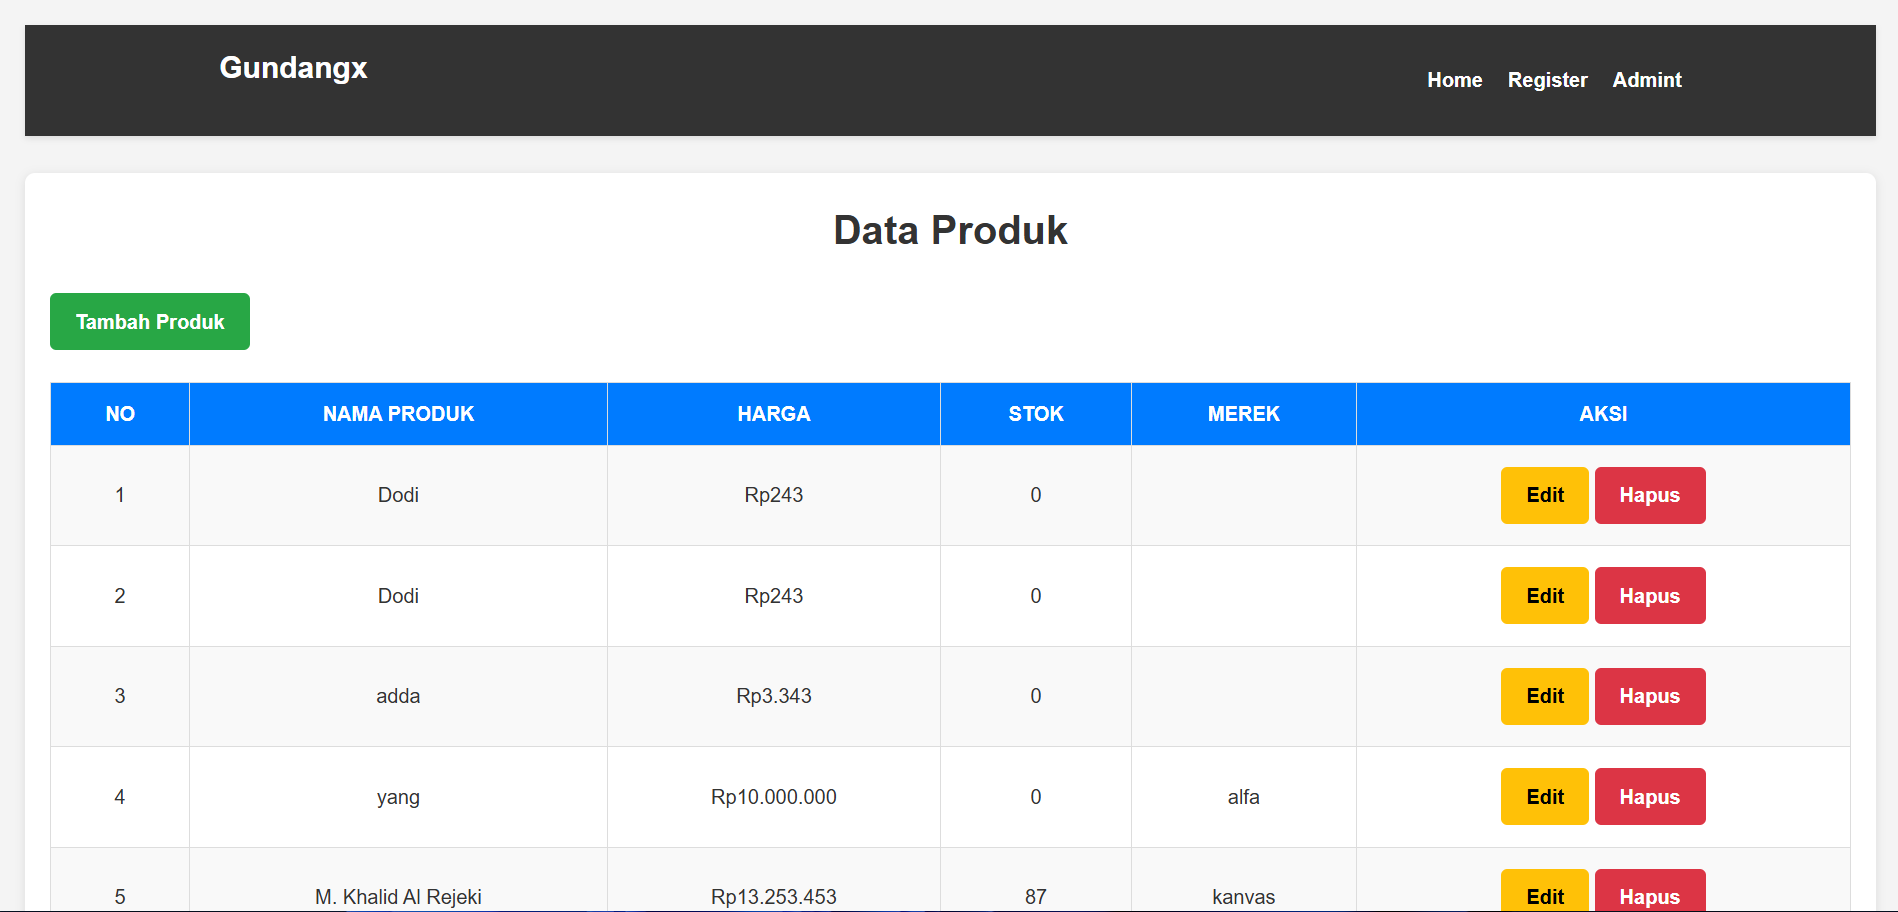 Gundangx
Home Register Admint
Data Produk
Tambah Produk
NO NAMA PRODUK HARGA STOK MEREK AKSI
1 Dodi Rp243 0 Edit Hapus
2 Dodi Rp243 0 Edit Hapus
3 adda Rp3.343 0 Edit Hapus
4 yang Rp10.000.000 0 alfa Edit Hapus
5 M. Khalid Al Rejeki Rp13.253.453 87 kanvas Edit Hapus